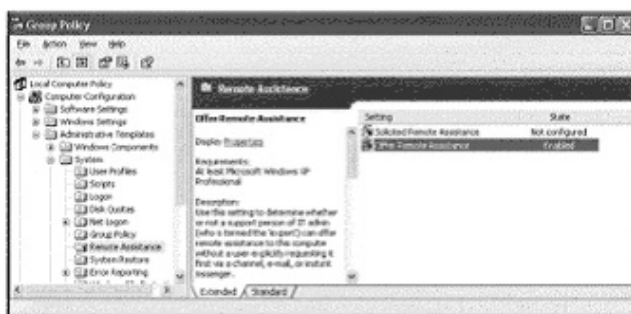 Group Policy
File Action View Help
Local Computer Policy
Computer Configuration
Software Settings
Windows Settings
Administrative Templates
Windows Components
System
User Profiles
Scripts
Logon
Disk Quotas
Net Logon
Group Policy
Remote Assistance
System Restore
Error Reporting
Remote Assistance
Offer Remote Assistance
Display Properties
Requirements:
At least Microsoft Windows XP
Professional
Description:
Use this setting to determine whether
or not a support person or IT admin
(who is termed the 'expert') can offer
remote assistance to this computer
without a user explicitly requesting it
first via a channel, e-mail, or instant
messenger.
Setting State
Solicited Remote Assistance Not configured
Offer Remote Assistance Enabled
Extended Standard